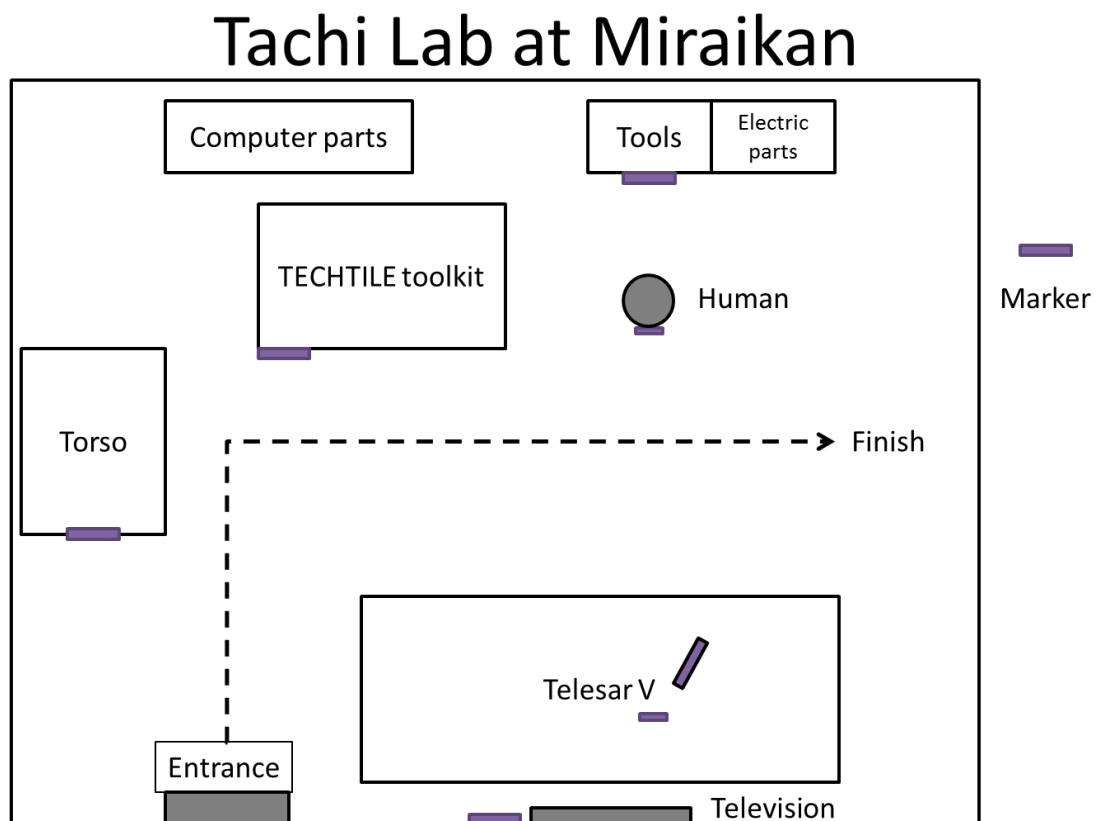 Tachi Lab at Miraikan
Computer parts
Tools
Electric
parts
TECHTILE toolkit
Human
Marker
Torso
Finish
Telesar V
Entrance
Television